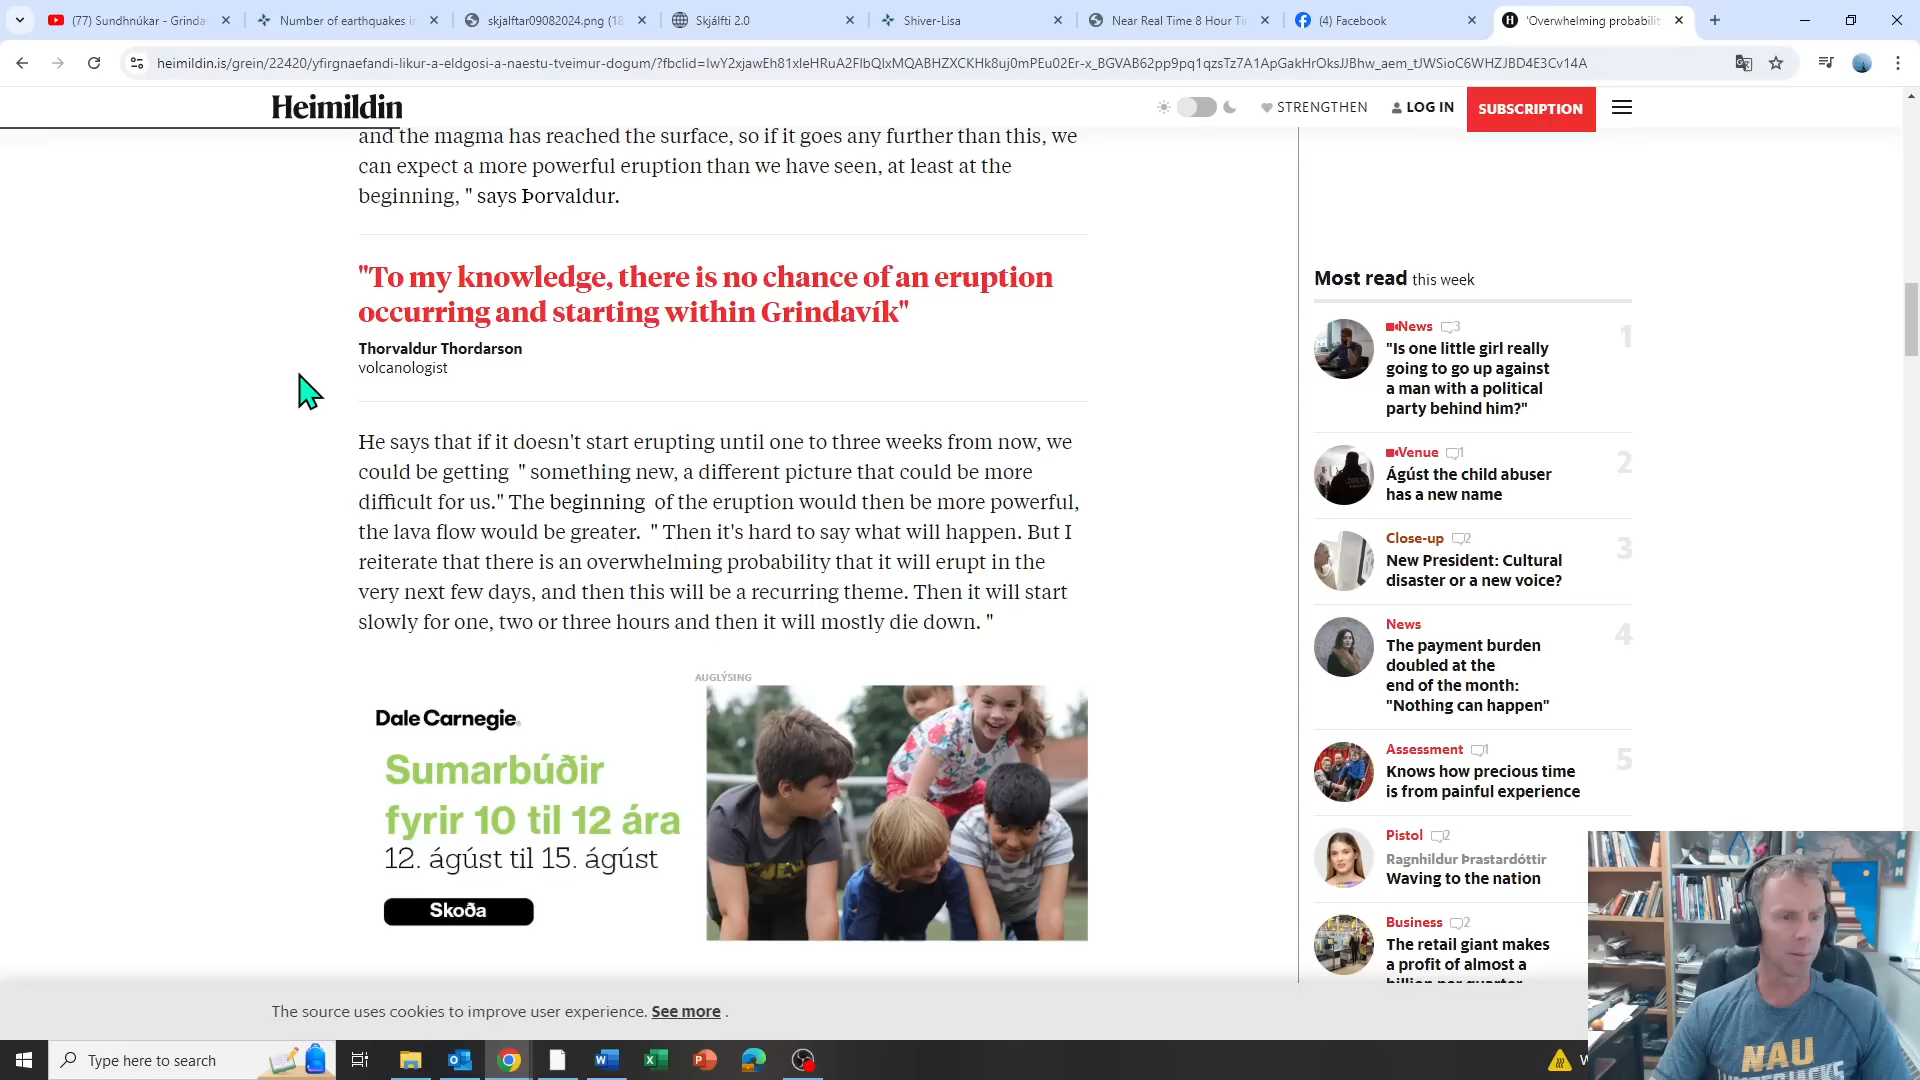 (77) Sundhnúkar - Grinda
Number of earthquakes i
skjalftar09082024.png (18
Skjálfti 2.0
Shiver-Lisa
Near Real Time 8 Hour Ti
(4) Facebook
'Overwhelming probabilit
heimildin.is/grein/22420/yfirgnaefandi-likur-a-eldgosi-a-naestu-tveimur-dogum/?fbclid=IwY2xjawEh81xleHRuA2FlbQIxMQABHZXCKHk8uj0mPEu02Er-x_BGVAB62pp9pq1qzsTz7A1ApGakHrOksJJBhw_aem_tJWSioC6WHZJBD4E3Cv14A
Heimildin
STRENGTHEN
LOG IN
SUBSCRIPTION
and the magma has reached the surface, so if it goes any further than this, we
can expect a more powerful eruption than we have seen, at least at the
beginning, " says Þorvaldur.
"To my knowledge, there is no chance of an eruption
occurring and starting within Grindavík"
Thorvaldur Thordarson
volcanologist
He says that if it doesn't start erupting until one to three weeks from now, we
could be getting " something new, a different picture that could be more
difficult for us." The beginning of the eruption would then be more powerful,
the lava flow would be greater. " Then it's hard to say what will happen. But I
reiterate that there is an overwhelming probability that it will erupt in the
very next few days, and then this will be a recurring theme. Then it will start
slowly for one, two or three hours and then it will mostly die down. "
AUGLÝSING
Dale Carnegie
Sumarbúðir
fyrir 10 til 12 ára
12. ágúst til 15. ágúst
Skoða
Most read this week
News 3
1
"Is one little girl really
going to go up against
a man with a political
party behind him?"
Venue 1
2
Ágúst the child abuser
has a new name
Close-up 2
3
New President: Cultural
disaster or a new voice?
News
4
The payment burden
doubled at the
end of the month:
"Nothing can happen"
Assessment 1
5
Knows how precious time
is from painful experience
Pistol 2
Ragnhildur Þrastardóttir
Waving to the nation
Business 2
The retail giant makes
a profit of almost a
billion per quarter
The source uses cookies to improve user experience. See more .
Type here to search
W
NAU